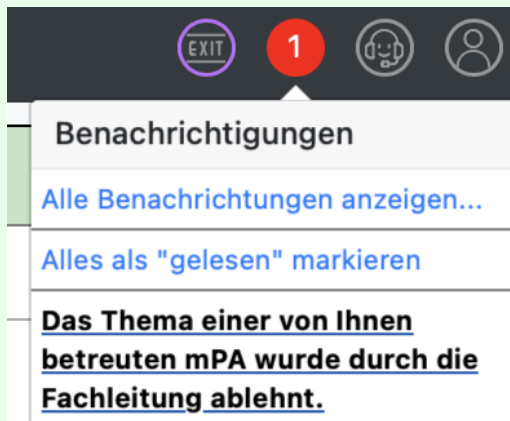 EXIT
1
Benachrichtigungen
Alle Benachrichtungen anzeigen...
Alles als "gelesen" markieren
Das Thema einer von Ihnen
betreuten mPA wurde durch die
Fachleitung ablehnt.